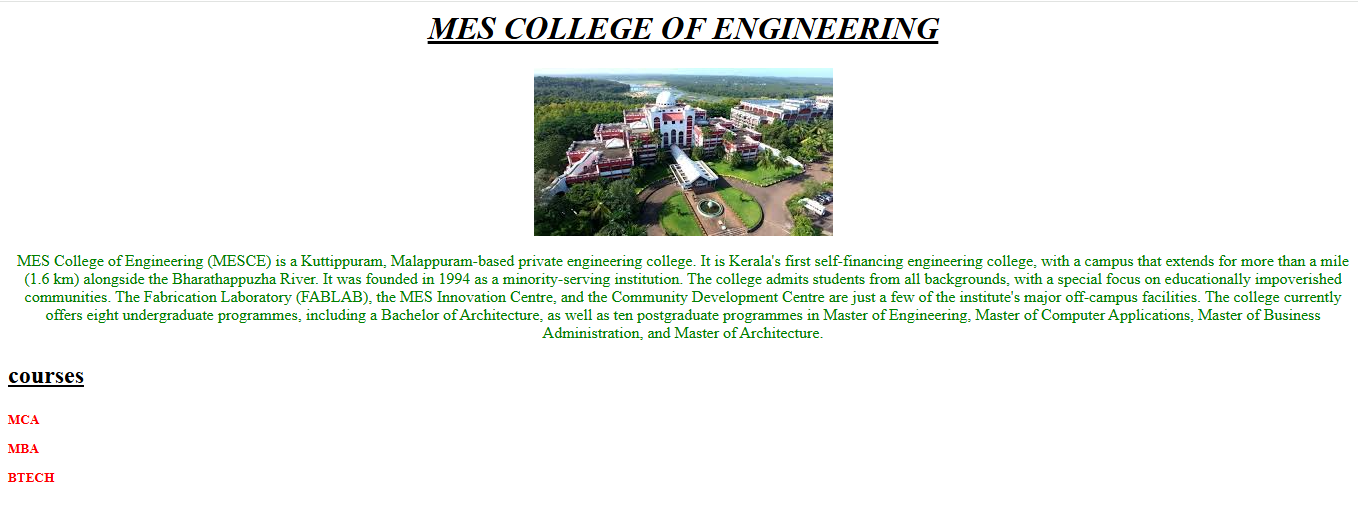 MES COLLEGE OF ENGINEERING
MES College of Engineering (MESCE) is a Kuttippuram, Malappuram-based private engineering college. It is Kerala's first self-financing engineering college, with a campus that extends for more than a mile
(1.6 km) alongside the Bharathappuzha River. It was founded in 1994 as a minority-serving institution. The college admits students from all backgrounds, with a special focus on educationally impoverished
communities. The Fabrication Laboratory (FABLAB), the MES Innovation Centre, and the Community Development Centre are just a few of the institute's major off-campus facilities. The college currently
offers eight undergraduate programmes, including a Bachelor of Architecture, as well as ten postgraduate programmes in Master of Engineering, Master of Computer Applications, Master of Business
Administration, and Master of Architecture.
courses
MCA
MBA
BTECH